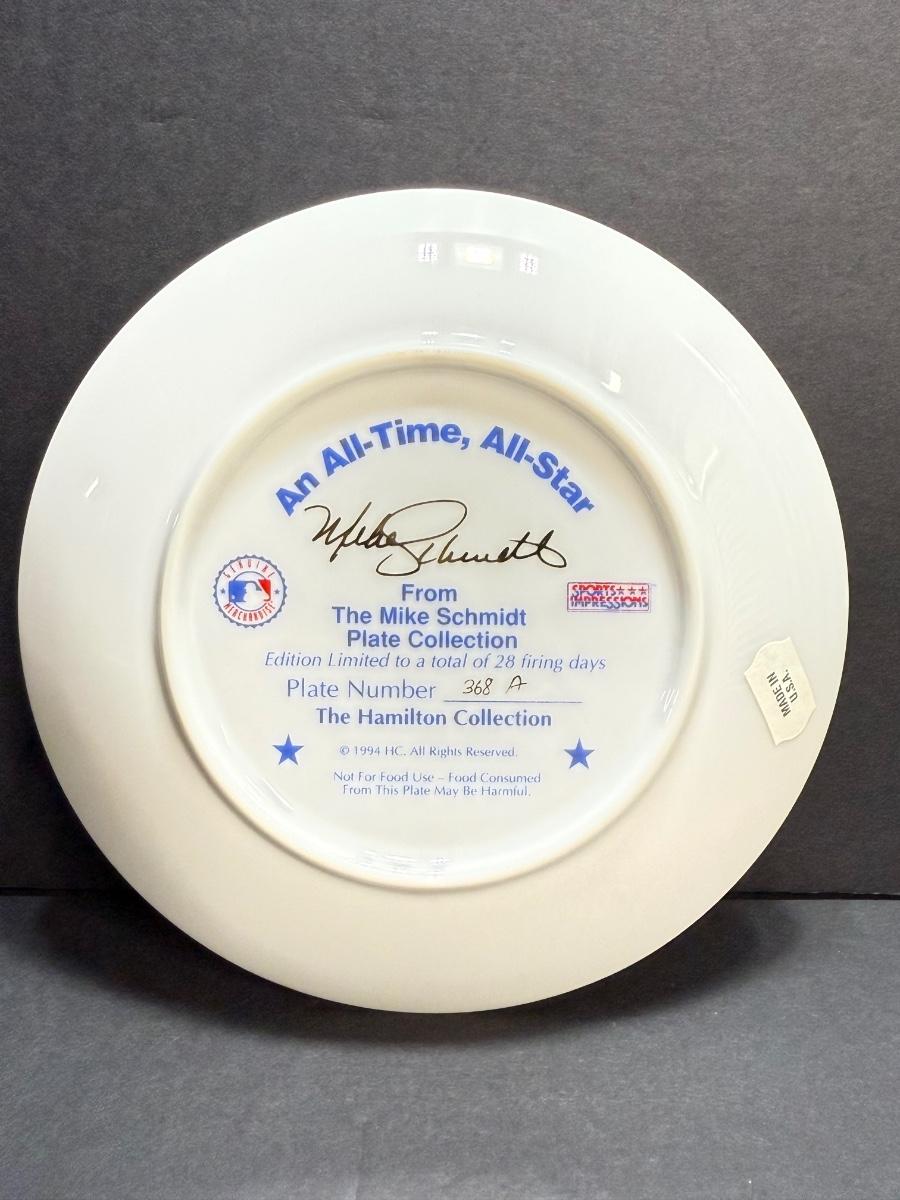 An All-Time, All-Star
Mike Schmidt
GENUINE
MERCHANDISE
SPORTS
IMPRESSIONS
From
The Mike Schmidt
Plate Collection
Edition Limited to a total of 28 firing days
Plate Number 368 A
The Hamilton Collection
© 1994 HC. All Rights Reserved.
Not For Food Use – Food Consumed
From This Plate May Be Harmful.
MADE IN
U.S.A.